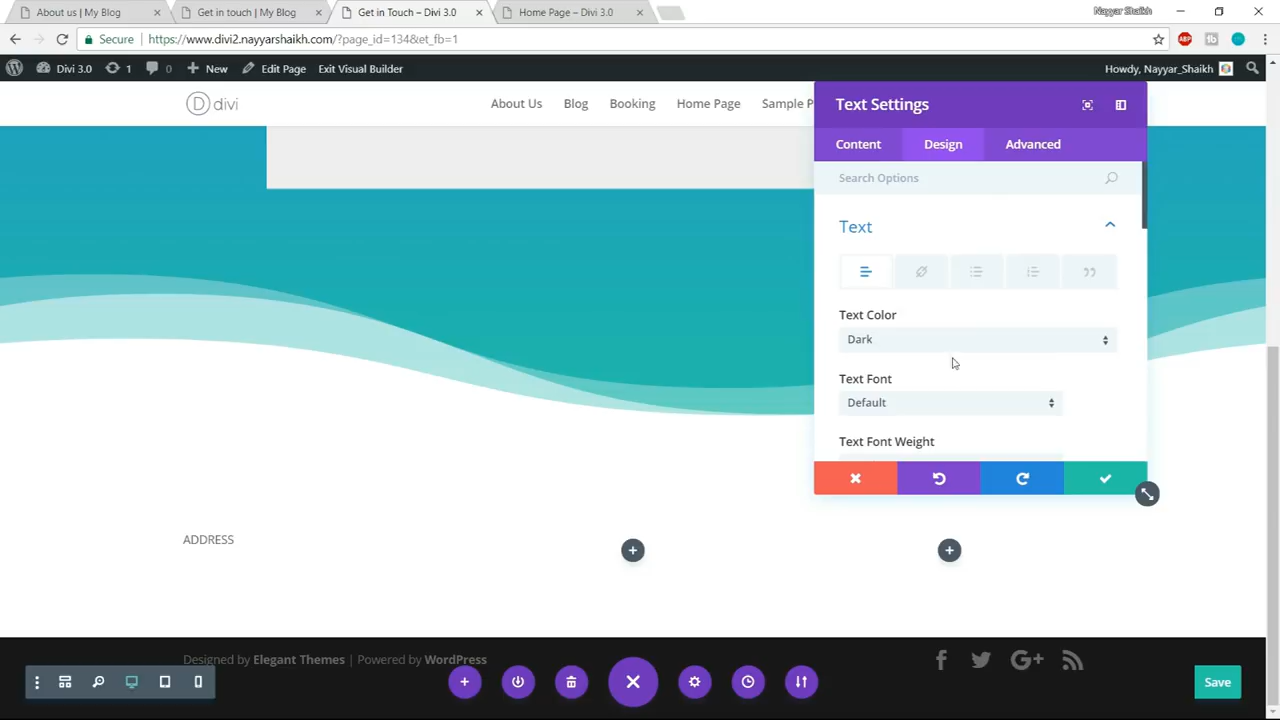 About us | My Blog
Get in touch | My Blog
Get in Touch – Divi 3.0
Home Page – Divi 3.0
Nayyar Shaikh
Secure
https://www.divi2.nayyarshaikh.com/?page_id=134&et_fb=1
ABP
Divi 3.0
1
0
New
Edit Page
Exit Visual Builder
Howdy, Nayyar_Shaikh
D divi
About Us
Blog
Booking
Home Page
Sample P
Text Settings
Content
Design
Advanced
Search Options
Text
Text Color
Dark
Text Font
Default
Text Font Weight
ADDRESS
Designed by Elegant Themes | Powered by WordPress
Save